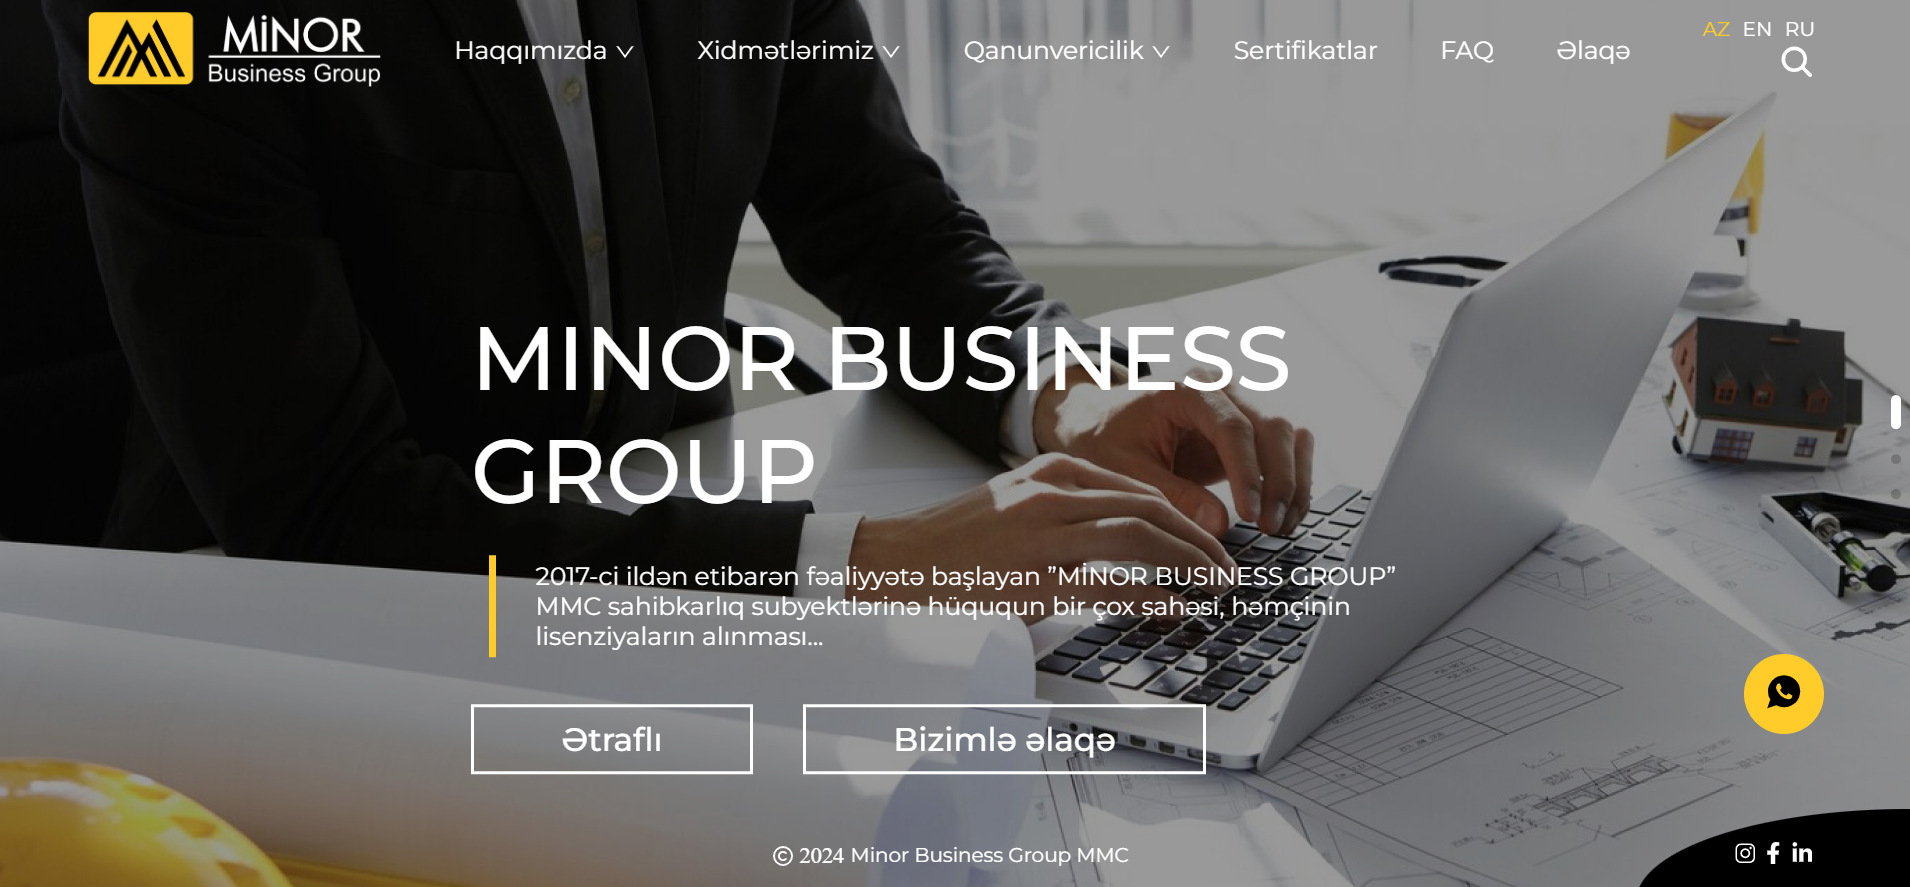 MiNOR
Business Group
Haqqımızda
Xidmətlərimiz
Qanunvericilik
Sertifikatlar
FAQ
Əlaqə
AZ EN RU
MINOR BUSINESS
GROUP
2017-ci ildən etibarən fəaliyyətə başlayan ”MİNOR BUSINESS GROUP”
MMC sahibkarlıq subyektlərinə hüququn bir çox sahəsi, həmçinin
lisenziyaların alınması...
Ətraflı
Bizimlə əlaqə
© 2024 Minor Business Group MMC